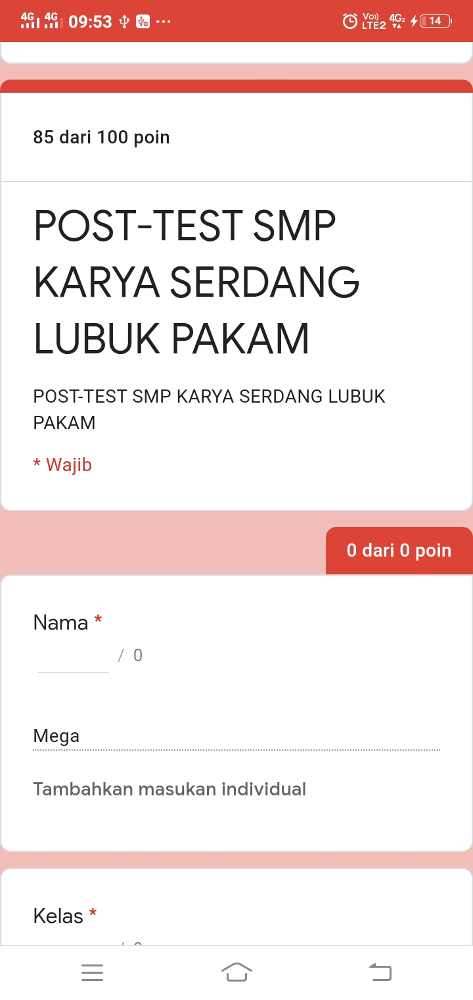 4G 4G 09:53 Vo)) LTE2 4G2 14
85 dari 100 poin
POST-TEST SMP
KARYA SERDANG
LUBUK PAKAM
POST-TEST SMP KARYA SERDANG LUBUK
PAKAM
* Wajib
0 dari 0 poin
Nama *
/ 0
Mega
Tambahkan masukan individual
Kelas *